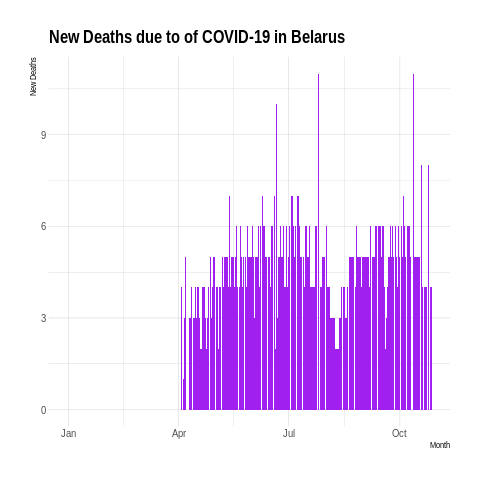 New Deaths due to of COVID-19 in Belarus
New Deaths
9
6
3
0
Jan Apr Jul Oct
Month